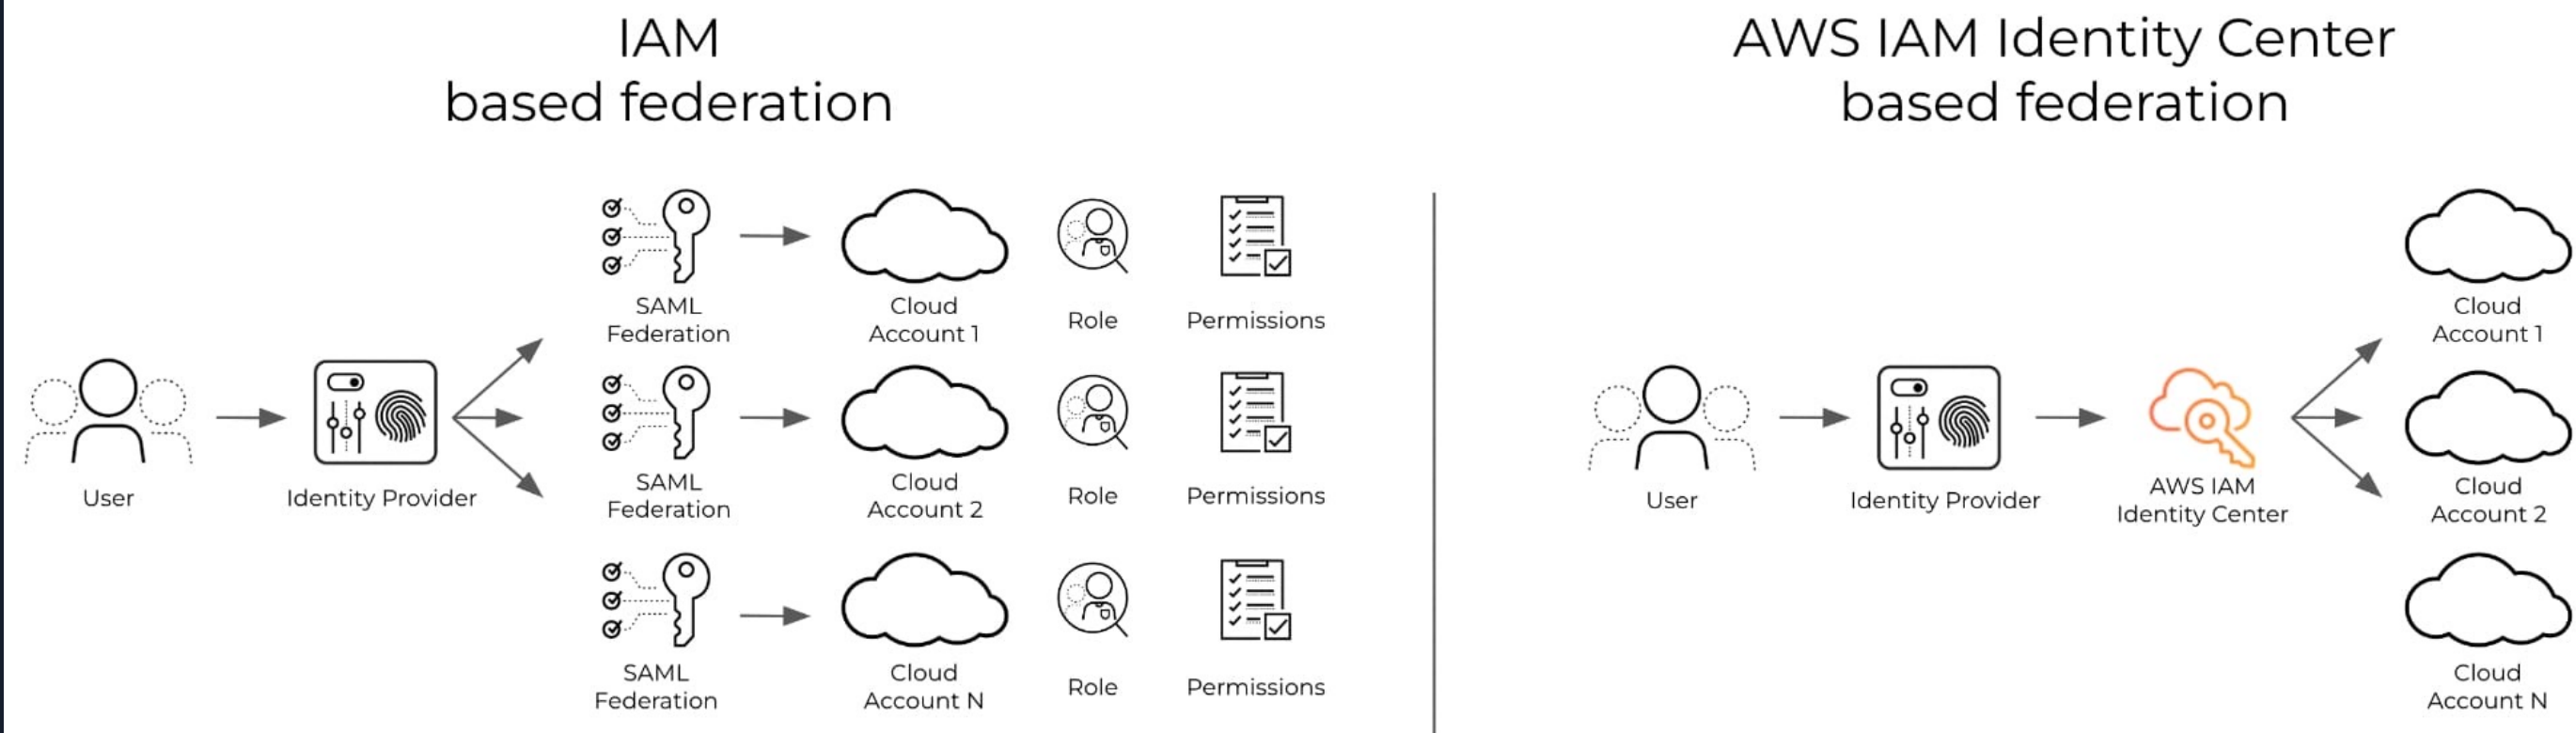 IAM
based federation
SAML
Federation
Cloud
Account 1
Role
Permissions
User
Identity Provider
SAML
Federation
Cloud
Account 2
Role
Permissions
SAML
Federation
Cloud
Account N
Role
Permissions
AWS IAM Identity Center
based federation
User
Identity Provider
AWS IAM
Identity Center
Cloud
Account 1
Cloud
Account 2
Cloud
Account N